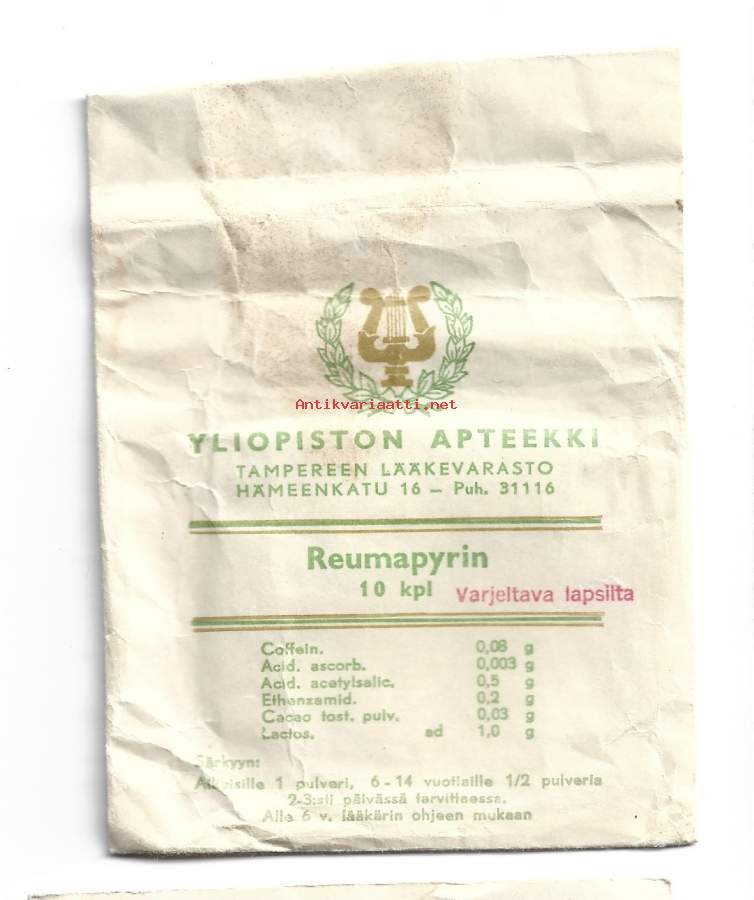 Antikvariaatti.net
YLIOPISTON APTEEKKI
TAMPEREEN LÄÄKEVARASTO
HÄMEENKATU 16 – Puh. 31116
Reumapyrin
10 kpl Varjeltava lapsilta
Coffein. 0,08 g
Acid. ascorb. 0,003 g
Acid. acetylsalic. 0,5 g
Ethenzamid. 0,2 g
Cacao tost. pulv. 0,03 g
Lactos. ad 1,0 g
Särkyyn:
Aikuisille 1 pulveri, 6-14 vuotiaille 1/2 pulveria
2-3:sti päivässä tarvittaessa.
Alle 6 v. lääkärin ohjeen mukaan